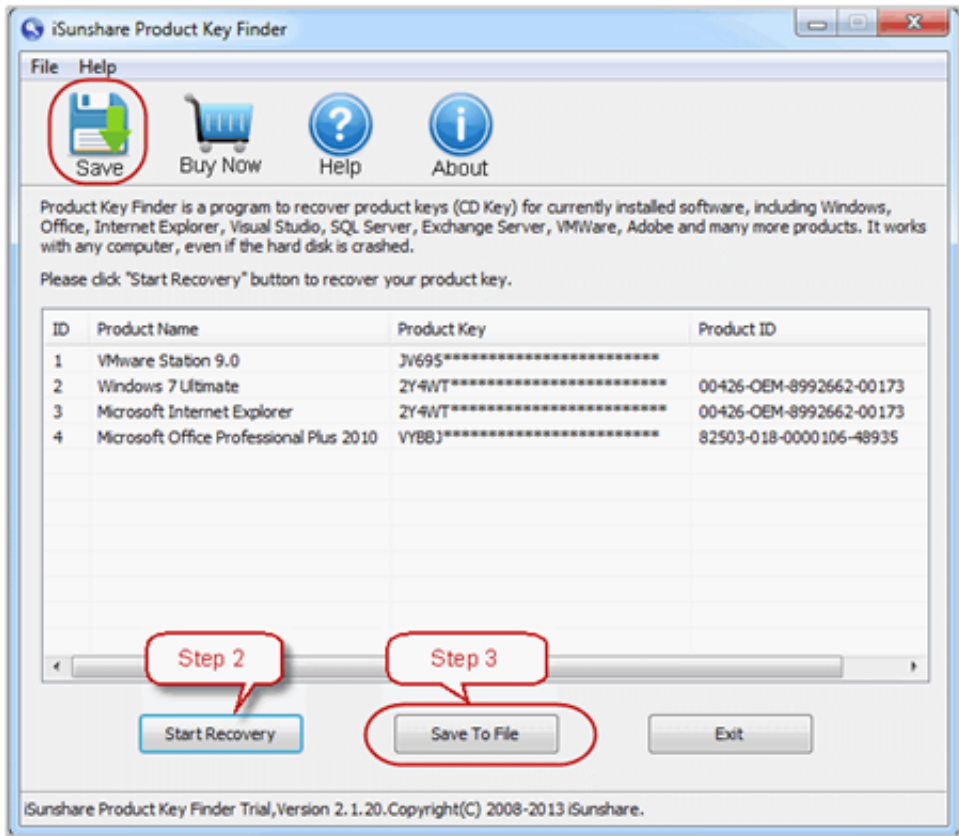 iSunshare Product Key Finder
File Help
Save Buy Now Help About
Product Key Finder is a program to recover product keys (CD Key) for currently installed software, including Windows,
Office, Internet Explorer, Visual Studio, SQL Server, Exchange Server, VMWare, Adobe and many more products. It works
with any computer, even if the hard disk is crashed.
Please click "Start Recovery" button to recover your product key.
ID Product Name Product Key Product ID
1 VMware Station 9.0 JV695************************
2 Windows 7 Ultimate 2Y4WT************************ 00426-OEM-8992662-00173
3 Microsoft Internet Explorer 2Y4WT************************ 00426-OEM-8992662-00173
4 Microsoft Office Professional Plus 2010 VYBBJ************************ 82503-018-0000106-48935
Step 2 Step 3
Start Recovery Save To File Exit
iSunshare Product Key Finder Trial,Version 2.1.20.Copyright(C) 2008-2013 iSunshare.